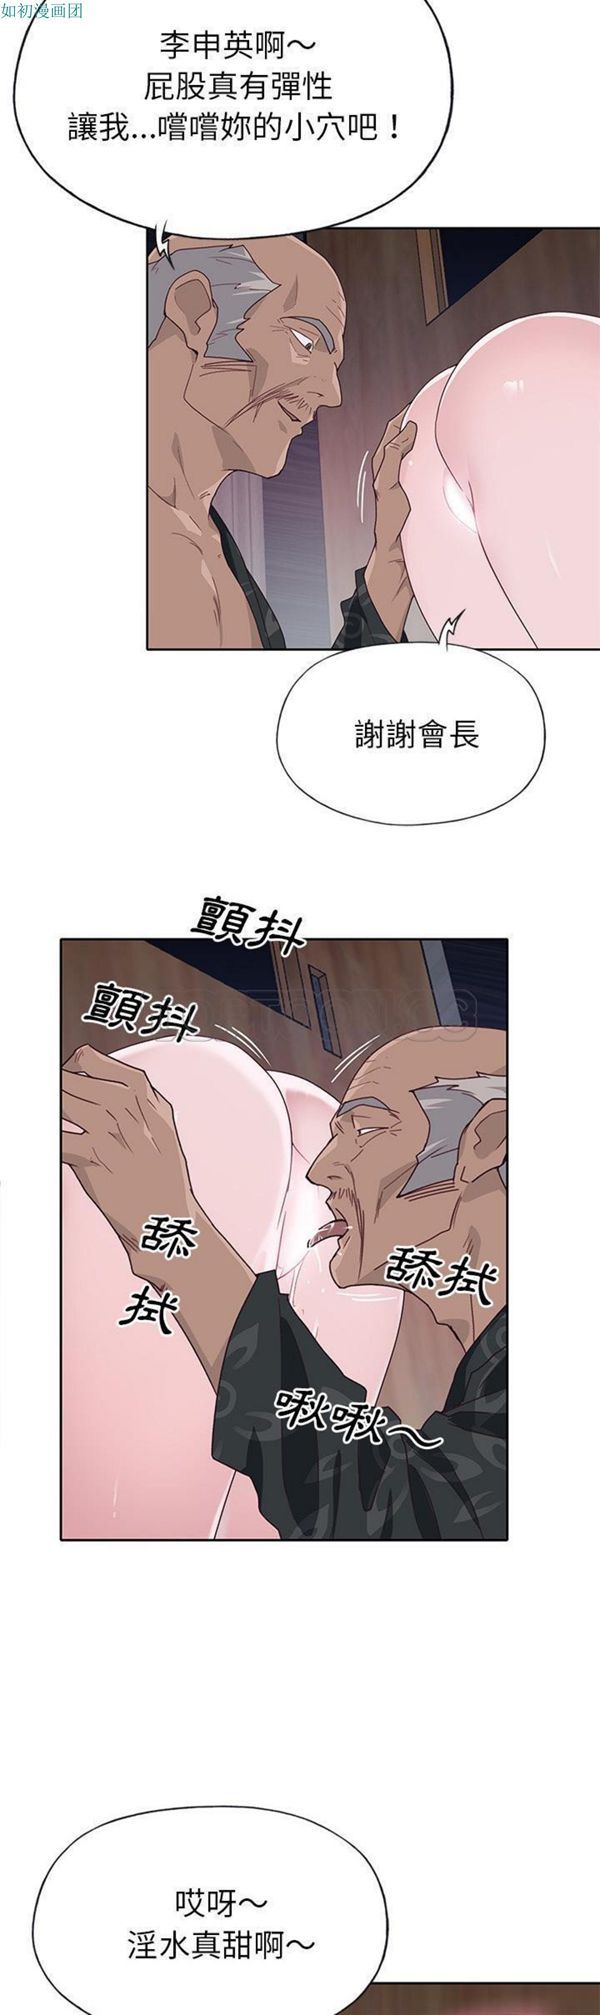 如初漫画团
李申英啊～
屁股真有彈性
讓我...嚐嚐妳的小穴吧！
謝謝會長
顫抖
顫抖
舔拭
舔拭
啾啾～
哎呀～
淫水真甜啊～